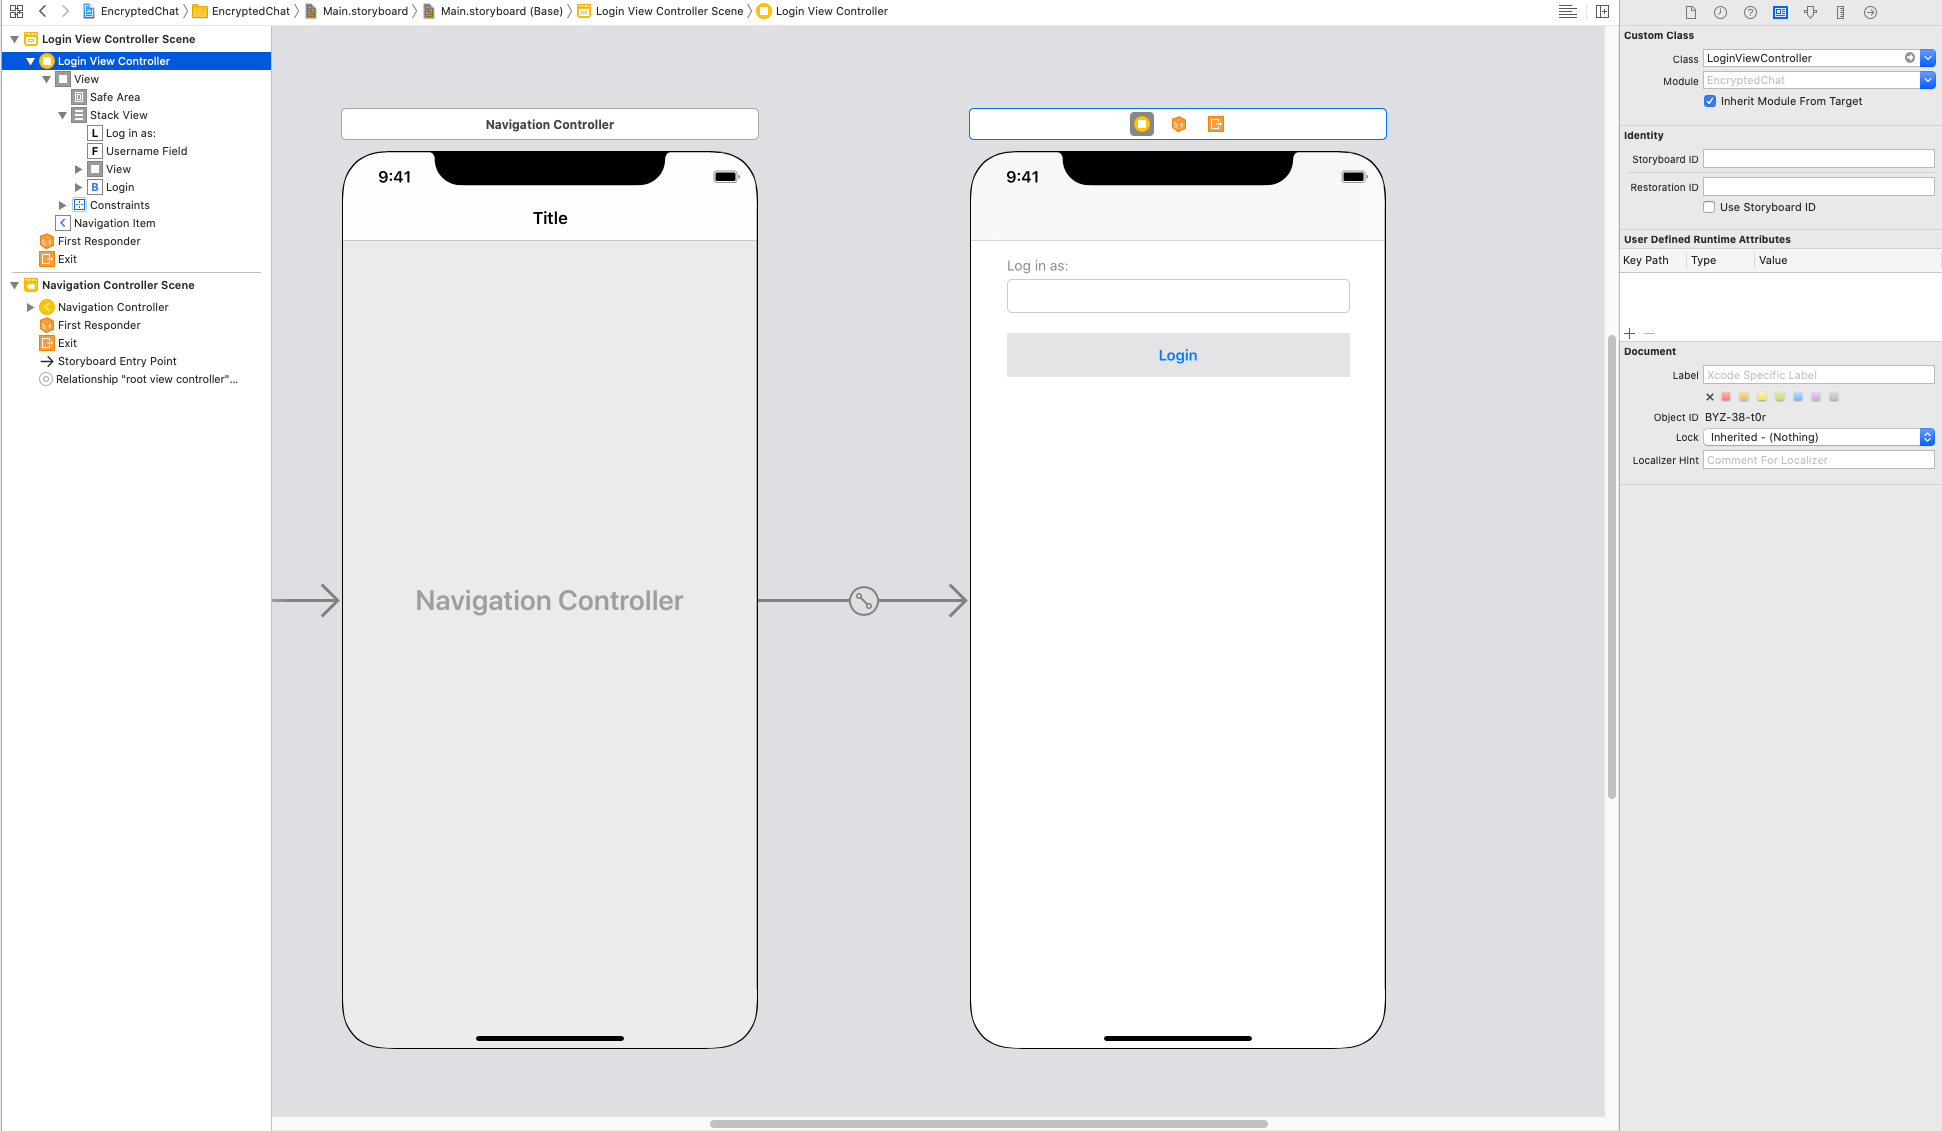 EncryptedChat EncryptedChat Main.storyboard Main.storyboard (Base) Login View Controller Scene Login View Controller
Login View Controller Scene
Login View Controller
View
Safe Area
Stack View
L Log in as:
F Username Field
View
B Login
Constraints
Navigation Item
First Responder
Exit
Navigation Controller Scene
Navigation Controller
First Responder
Exit
Storyboard Entry Point
Relationship "root view controller"...
Navigation Controller
9:41
Title
Navigation Controller
9:41
Log in as:
Login
Custom Class
Class LoginViewController
Module EncryptedChat
Inherit Module From Target
Identity
Storyboard ID
Restoration ID
Use Storyboard ID
User Defined Runtime Attributes
Key Path Type Value
Document
Label Xcode Specific Label
Object ID BYZ-38-t0r
Lock Inherited - (Nothing)
Localizer Hint Comment For Localizer